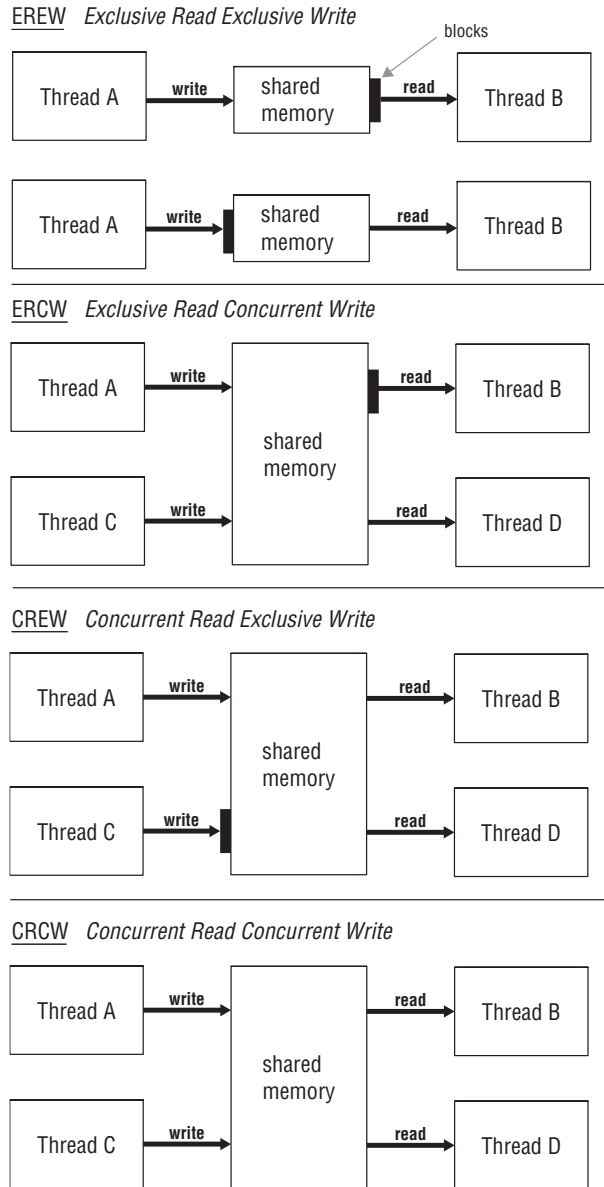 EREW Exclusive Read Exclusive Write
blocks
Thread A
write
shared
memory
read
Thread B
Thread A
write
shared
memory
read
Thread B
ERCW Exclusive Read Concurrent Write
Thread A
write
shared
memory
read
Thread B
Thread C
write
read
Thread D
CREW Concurrent Read Exclusive Write
Thread A
write
shared
memory
read
Thread B
Thread C
write
read
Thread D
CRCW Concurrent Read Concurrent Write
Thread A
write
shared
memory
read
Thread B
Thread C
write
read
Thread D